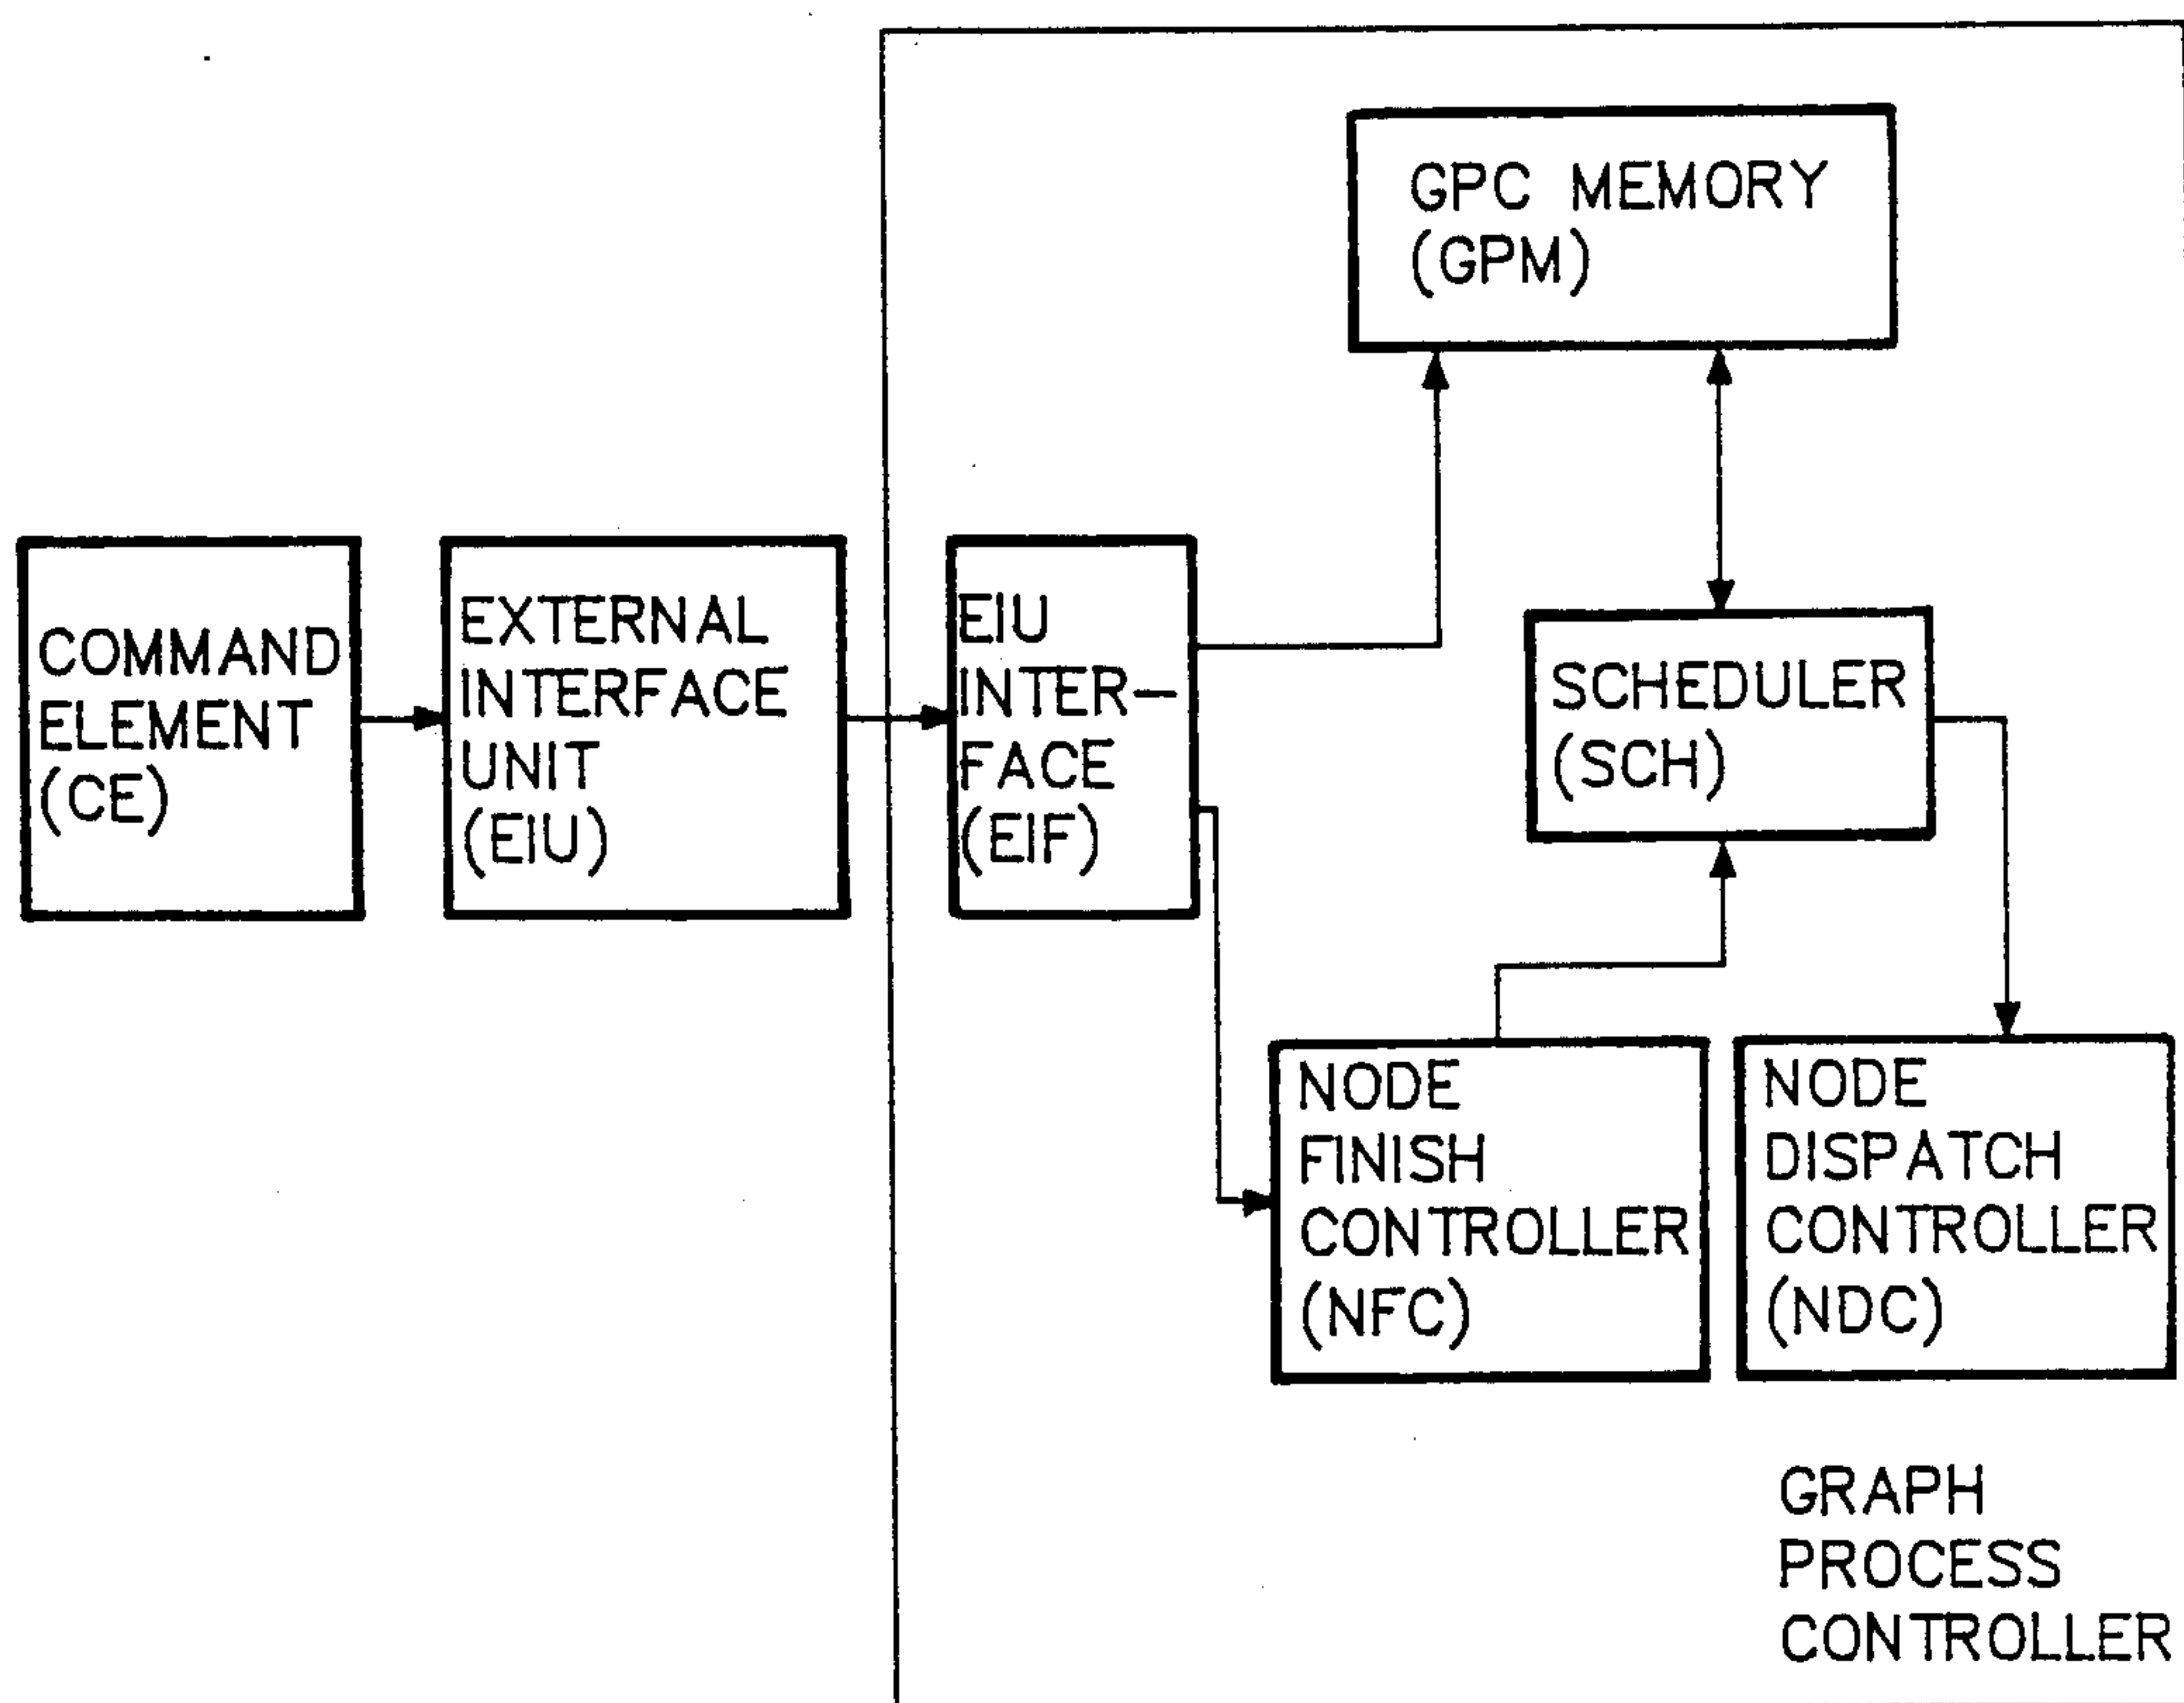 GPC MEMORY
(GPM)
COMMAND
ELEMENT
(CE)
EXTERNAL
INTERFACE
UNIT
(EIU)
EIU
INTER-
FACE
(EIF)
SCHEDULER
(SCH)
NODE
FINISH
CONTROLLER
(NFC)
NODE
DISPATCH
CONTROLLER
(NDC)
GRAPH
PROCESS
CONTROLLER